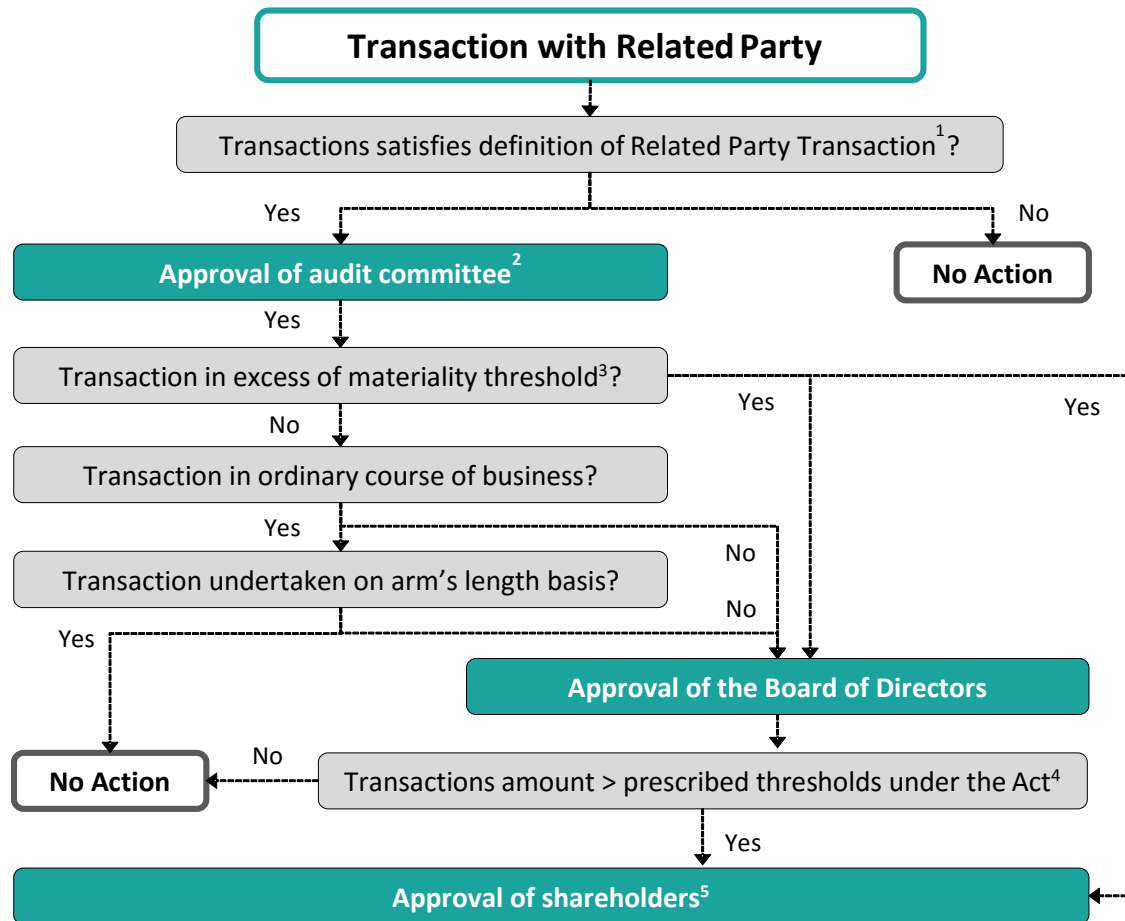 Transaction with Related Party
Transactions satisfies definition of Related Party Transaction1?
Yes
No
Approval of audit committee2
No Action
Yes
Transaction in excess of materiality threshold3?
Yes
Yes
No
Transaction in ordinary course of business?
Yes
No
Transaction undertaken on arm's length basis?
No
Yes
Approval of the Board of Directors
No
No Action
Transactions amount > prescribed thresholds under the Act4
Yes
Approval of shareholders5